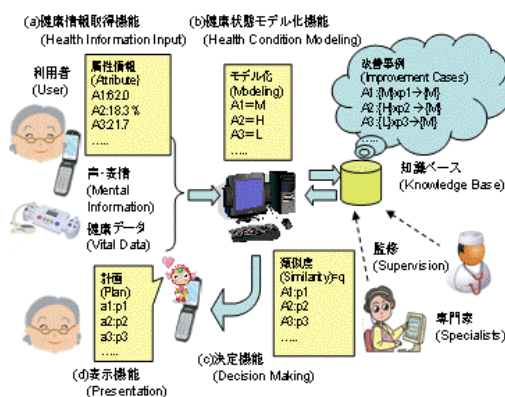 (a)健康情報取得機能
(Health Information Input)
(b)健康状態モデル化機能
(Health Condition Modeling)
利用者
(User)
属性情報
(Attribute)
A1:62.0
A2:18.3 %
A3:21.7
.....
モデル化
(Modeling)
A1=M
A2=H
A3=L
.....
改善事例
(Improvement Cases)
A1:{M}xp1→{M}
A2:{H}xp2→{M}
A3:{L}xp3→{M}
.....
声・表情
(Mental
Information)
健康データ
(Vital Data)
知識ベース
(Knowledge Base)
監修
(Supervision)
専門家
(Specialists)
計画
(Plan)
a1:p1
a2:p2
a3:p3
.....
類似度
(Similarity)=q
A1:p1
A2:p2
A3:p3
.....
(c)決定機能
(Decision Making)
(d)表示機能
(Presentation)